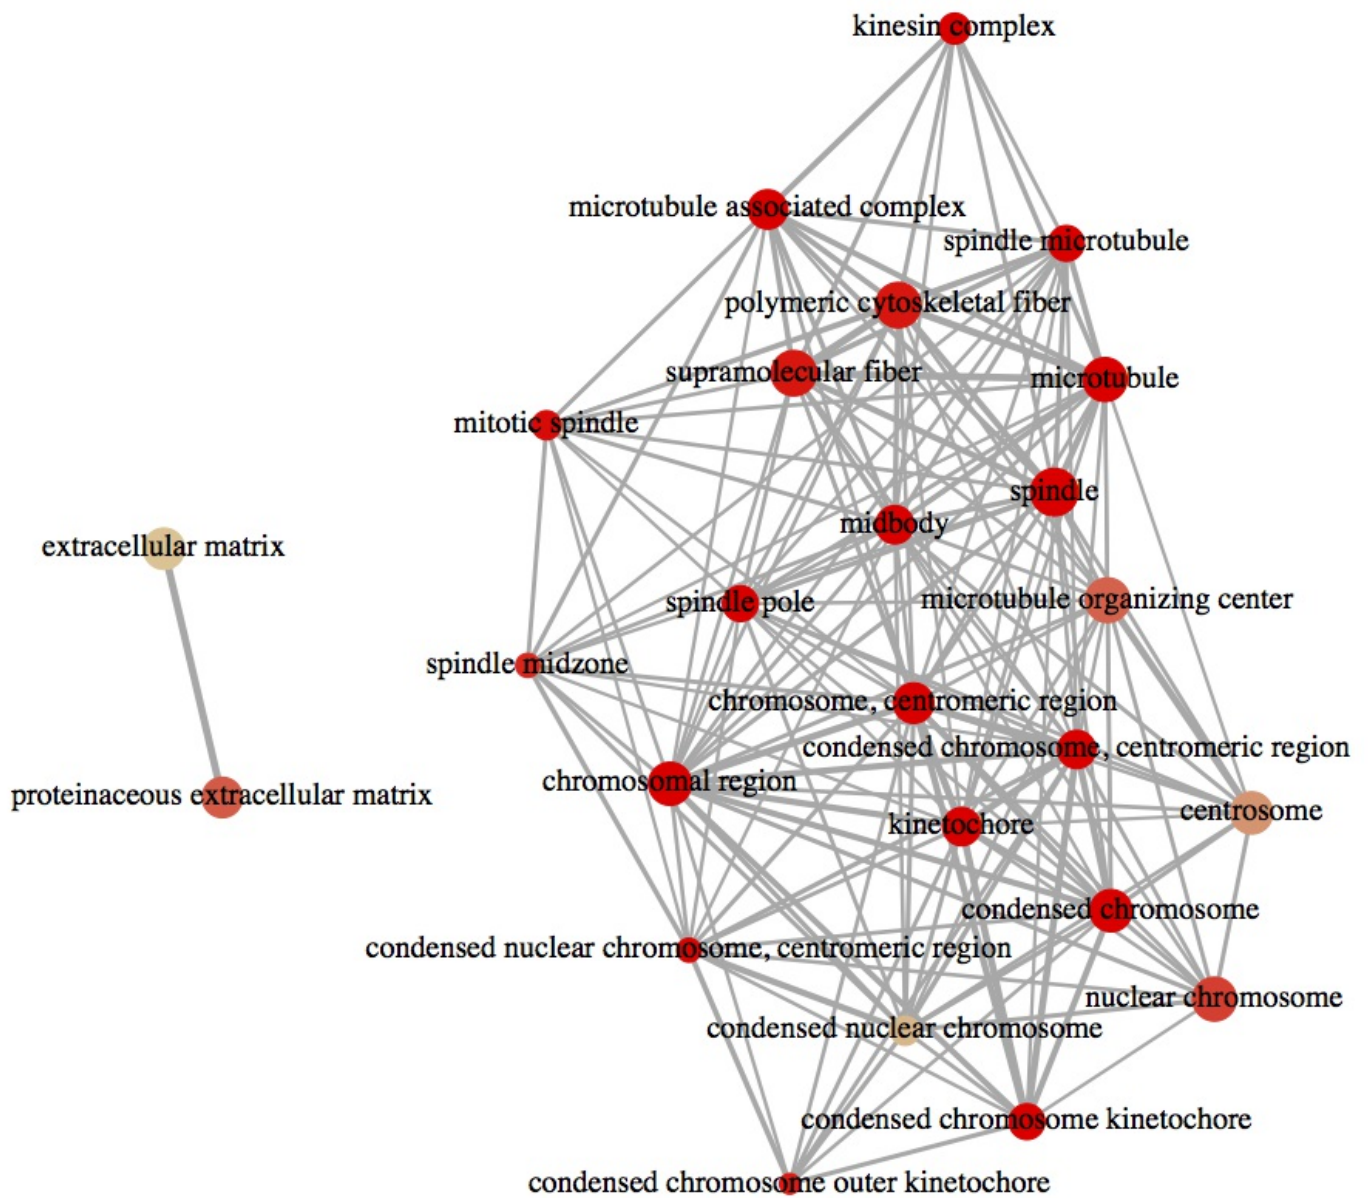 kinesin complex
microtubule associated complex
spindle microtubule
polymeric cytoskeletal fiber
supramolecular fiber
microtubule
mitotic spindle
spindle
midbody
extracellular matrix
spindle pole
microtubule organizing center
spindle midzone
chromosome, centromeric region
condensed chromosome, centromeric region
chromosomal region
proteinaceous extracellular matrix
centrosome
kinetochore
condensed chromosome
condensed nuclear chromosome, centromeric region
nuclear chromosome
condensed nuclear chromosome
condensed chromosome kinetochore
condensed chromosome outer kinetochore